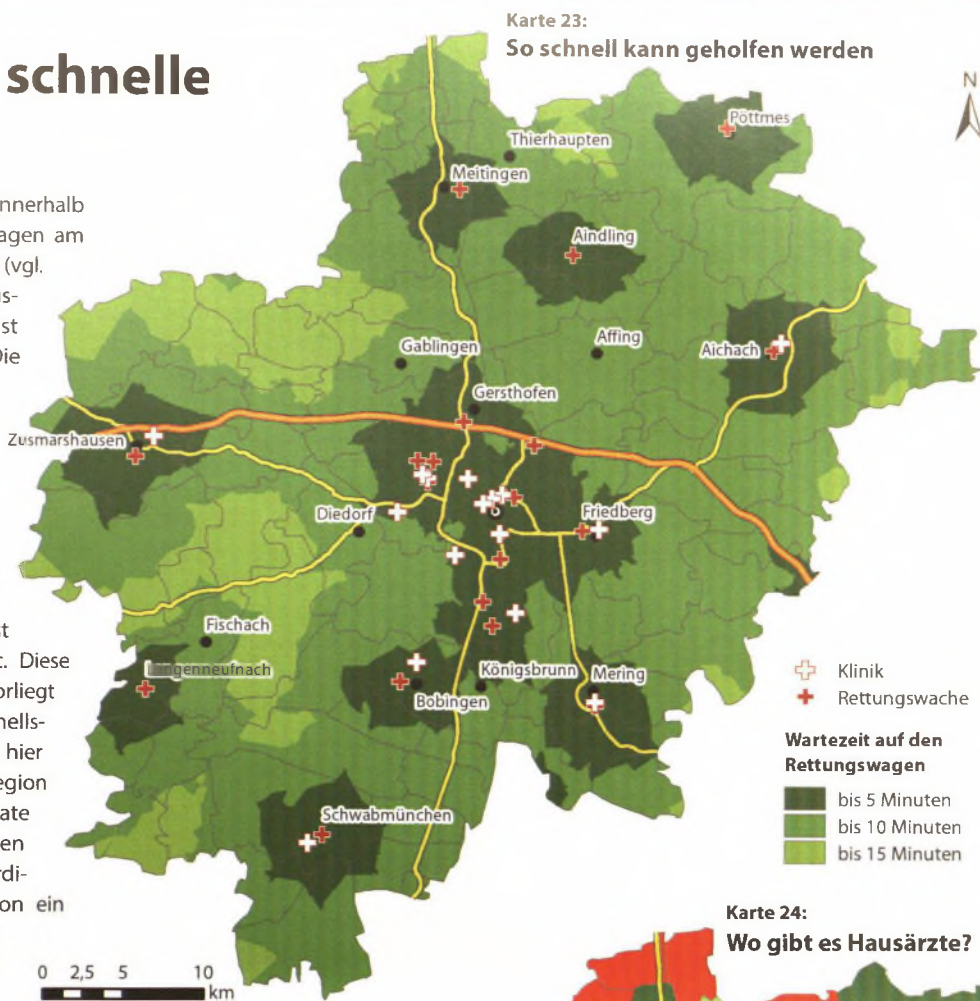 schnelle
nnerhalb
agen am
(vgl.
us-
st
Die
st
t. Diese
orliegt
nells-
hier
egion
ate
en
rdi-
on ein
Karte 23:
So schnell kann geholfen werden
N
Pöttmes
Thierhaupten
Meitingen
Aindling
Gablingen
Affing
Aichach
Gersthofen
Zusmarshausen
Diedorf
Friedberg
Fischach
Langenneufnach
Königsbrunn
Mering
Bobingen
Schwabmünchen
Klinik
Rettungswache
Wartezeit auf den
Rettungswagen
bis 5 Minuten
bis 10 Minuten
bis 15 Minuten
0 2,5 5 10
km
Karte 24:
Wo gibt es Hausärzte?